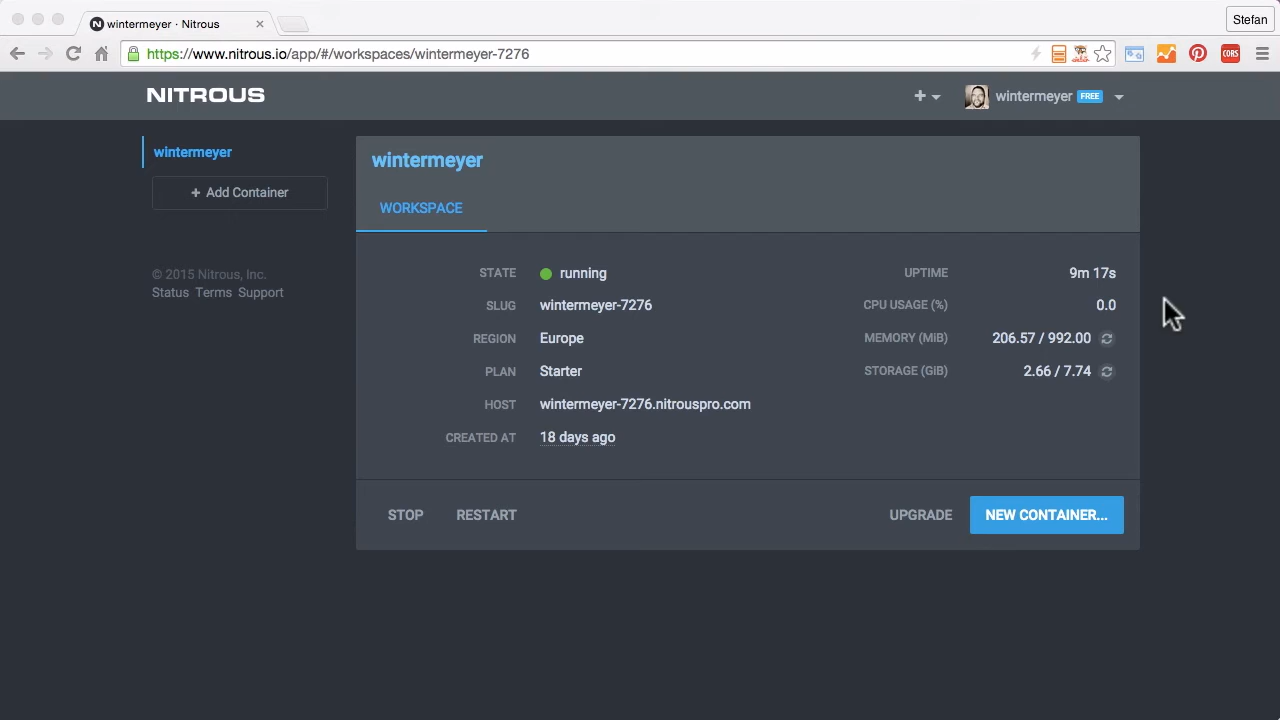 wintermeyer · Nitrous
Stefan
https://www.nitrous.io/app/#/workspaces/wintermeyer-7276
CORS
NITROUS
+ wintermeyer FREE
wintermeyer
+ Add Container
© 2015 Nitrous, Inc.
Status Terms Support
wintermeyer
WORKSPACE
STATE running UPTIME 9m 17s
SLUG wintermeyer-7276 CPU USAGE (%) 0.0
REGION Europe MEMORY (MiB) 206.57 / 992.00
PLAN Starter STORAGE (GiB) 2.66 / 7.74
HOST wintermeyer-7276.nitrouspro.com
CREATED AT 18 days ago
STOP RESTART UPGRADE NEW CONTAINER...